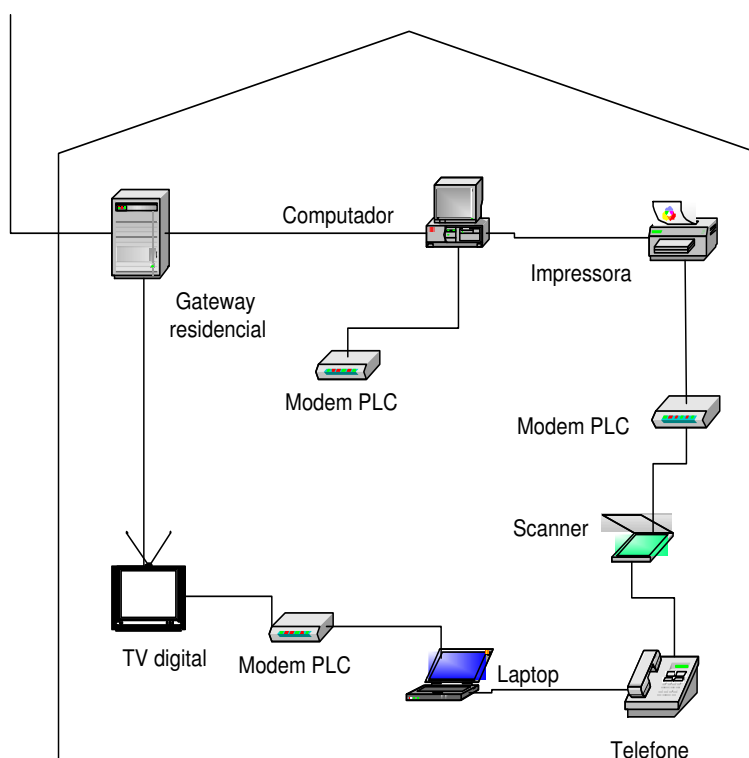 Computador
Impressora
Gateway
residencial
Modem PLC
Modem PLC
Scanner
TV digital
Modem PLC
Laptop
Telefone